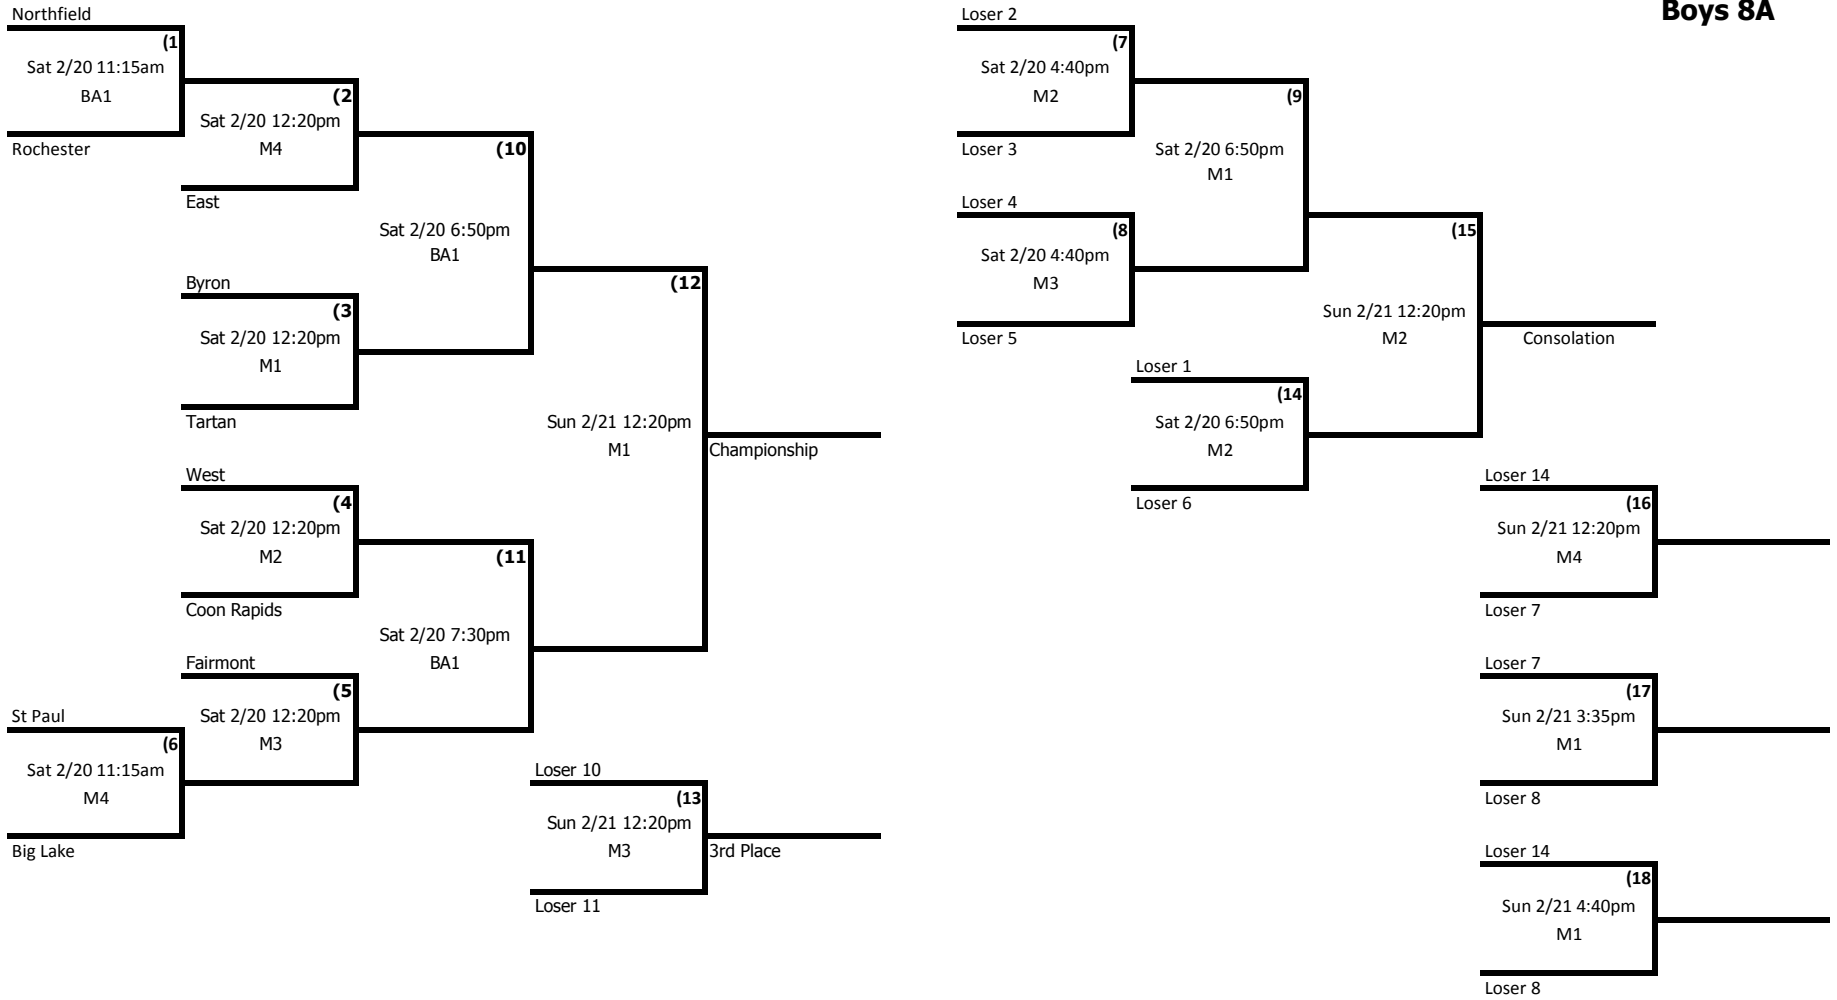 Boys 8A
Northfield
(1
Sat 2/20 11:15am
BA1
Rochester
(2
Sat 2/20 12:20pm
M4
East
(10
Sat 2/20 6:50pm
BA1
Byron
(3
Sat 2/20 12:20pm
M1
Tartan
(12
Sun 2/21 12:20pm
M1
Championship
West
(4
Sat 2/20 12:20pm
M2
Coon Rapids
(11
Sat 2/20 7:30pm
BA1
Fairmont
(5
Sat 2/20 12:20pm
M3
St Paul
(6
Sat 2/20 11:15am
M4
Big Lake
Loser 10
(13
Sun 2/21 12:20pm
M3
3rd Place
Loser 11
Loser 2
(7
Sat 2/20 4:40pm
M2
Loser 3
(9
Sat 2/20 6:50pm
M1
Loser 4
(8
Sat 2/20 4:40pm
M3
Loser 5
(15
Sun 2/21 12:20pm
M2
Consolation
Loser 1
(14
Sat 2/20 6:50pm
M2
Loser 6
Loser 14
(16
Sun 2/21 12:20pm
M4
Loser 7
Loser 7
(17
Sun 2/21 3:35pm
M1
Loser 8
Loser 14
(18
Sun 2/21 4:40pm
M1
Loser 8